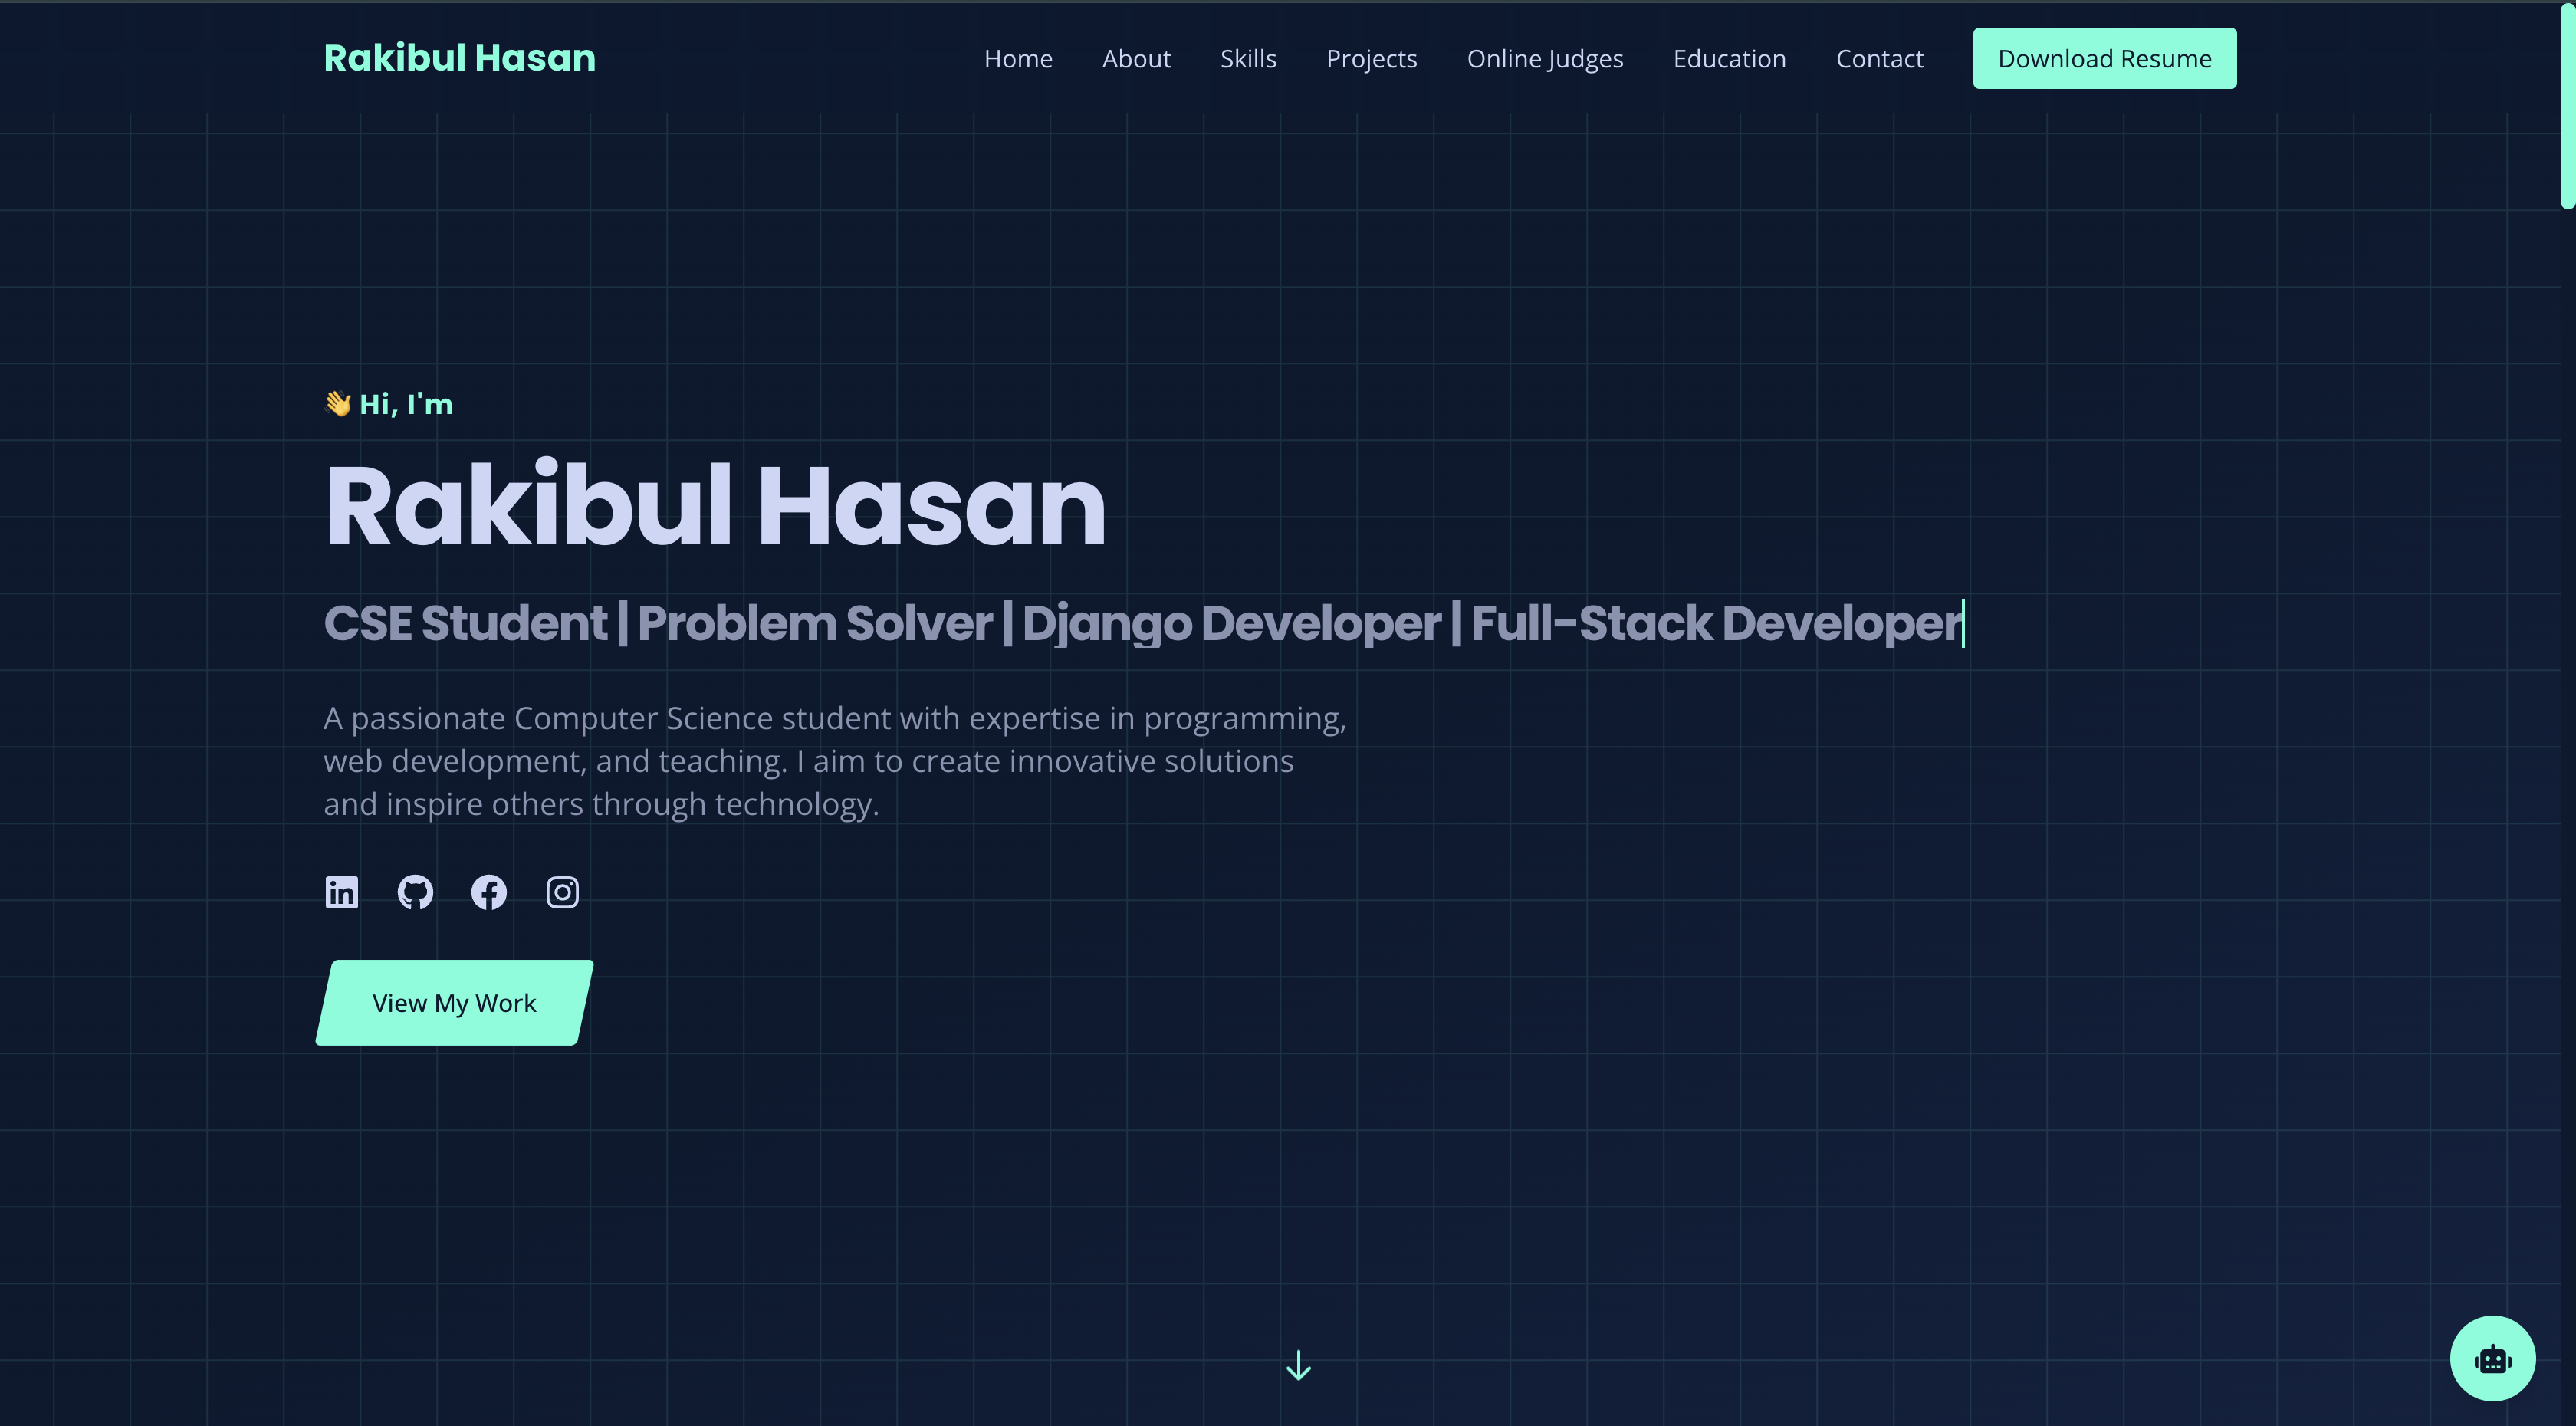 Rakibul Hasan
Home About Skills Projects Online Judges Education Contact Download Resume
👋 Hi, I'm
Rakibul Hasan
CSE Student | Problem Solver | Django Developer | Full-Stack Developer
A passionate Computer Science student with expertise in programming,
web development, and teaching. I aim to create innovative solutions
and inspire others through technology.
View My Work